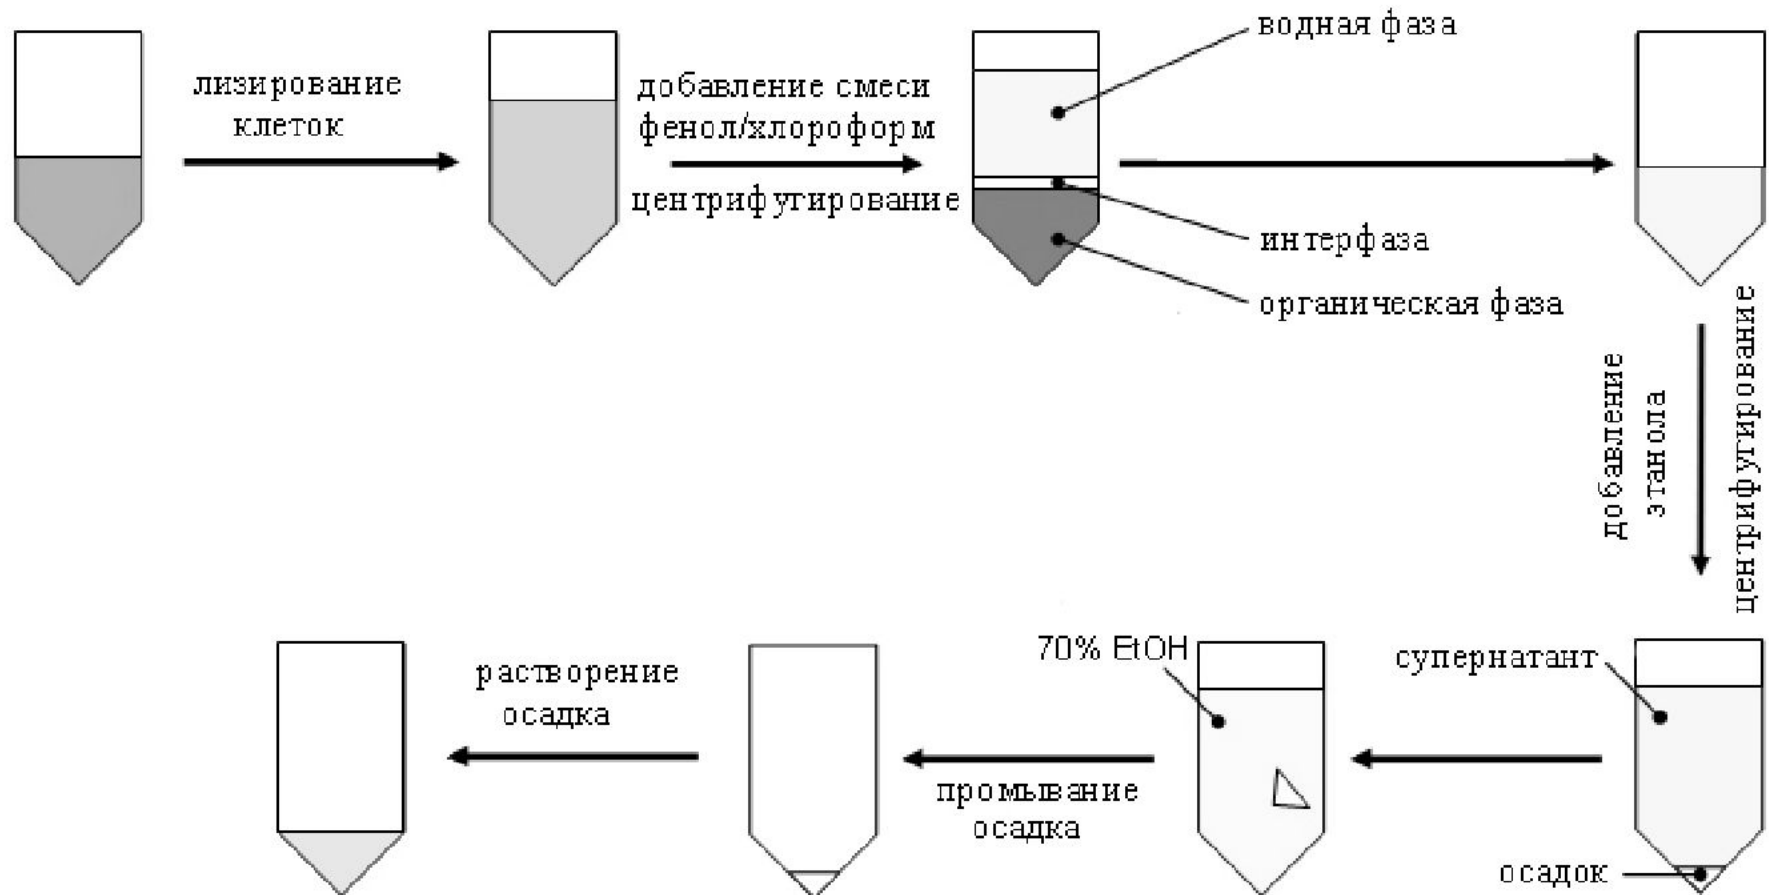 лизирование
клеток
добавление смеси
фенол/хлороформ
центрифугирование
водная фаза
интерфаза
органическая фаза
добавление
этанола
центрифугирование
супернатант
осадок
70% EtOH
промывание
осадка
растворение
осадка